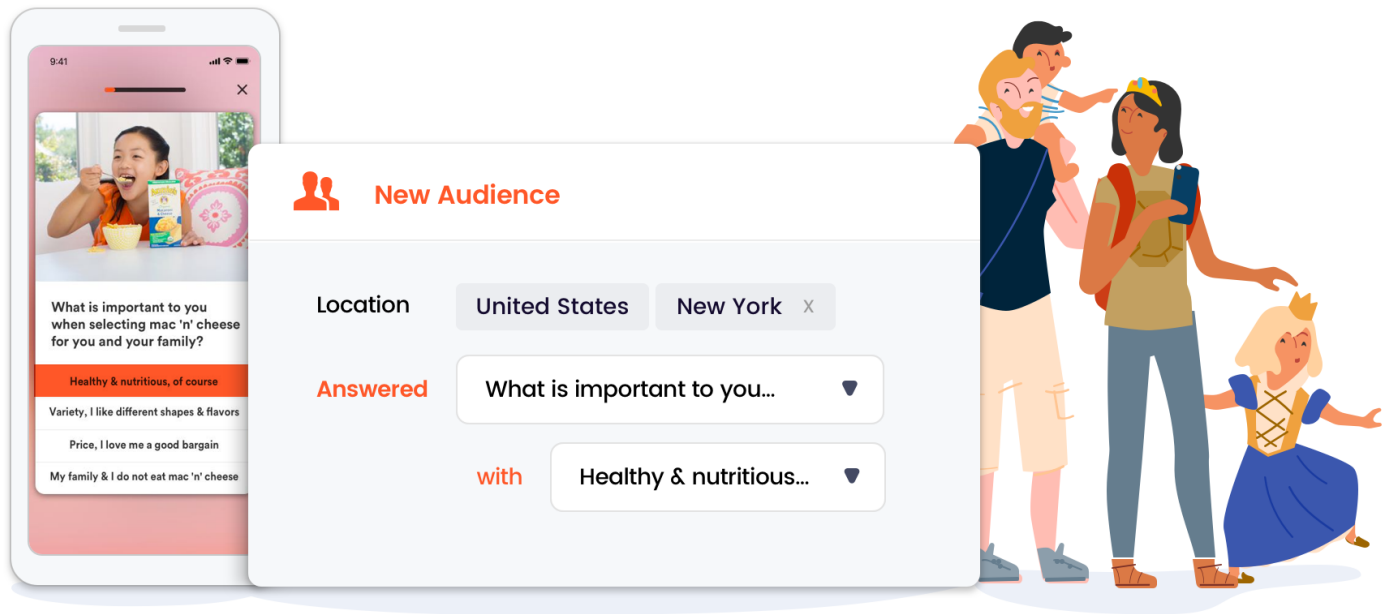 9:41
What is important to you
when selecting mac 'n' cheese
for you and your family?
Healthy & nutritious, of course
Variety, I like different shapes & flavors
Price, I love me a good bargain
My family & I do not eat mac 'n' cheese
New Audience
Location United States New York x
Answered What is important to you...
with Healthy & nutritious...